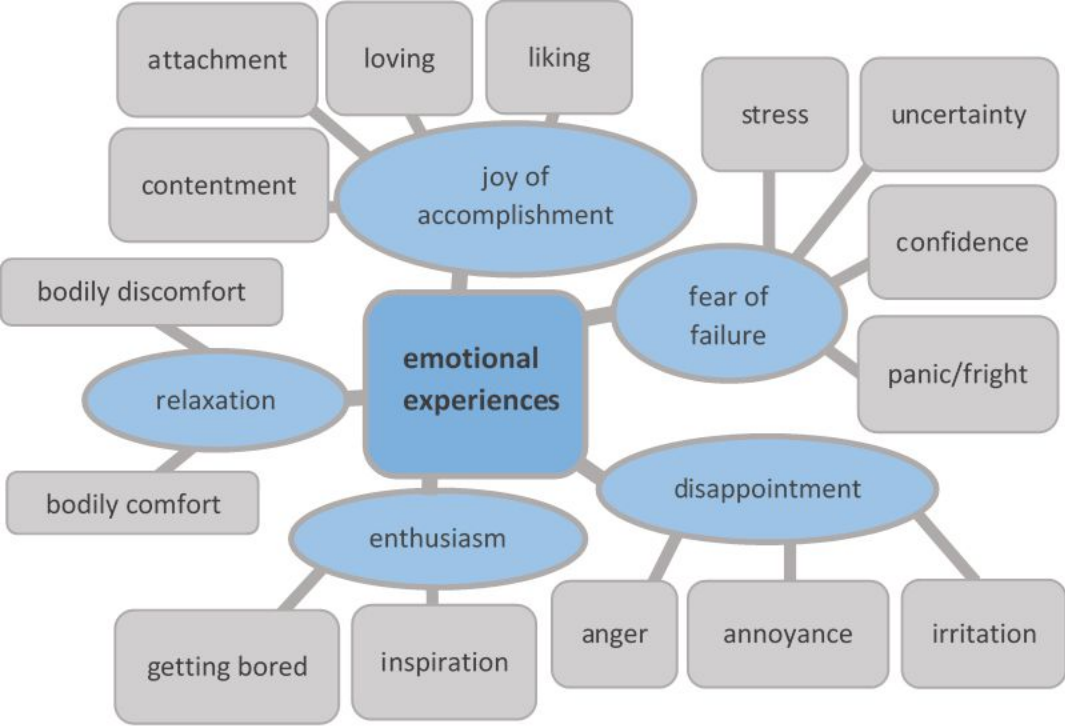 attachment
loving
liking
stress
uncertainty
contentment
joy of
accomplishment
confidence
bodily discomfort
fear of
failure
emotional
experiences
panic/fright
relaxation
bodily comfort
disappointment
enthusiasm
getting bored
inspiration
anger
annoyance
irritation